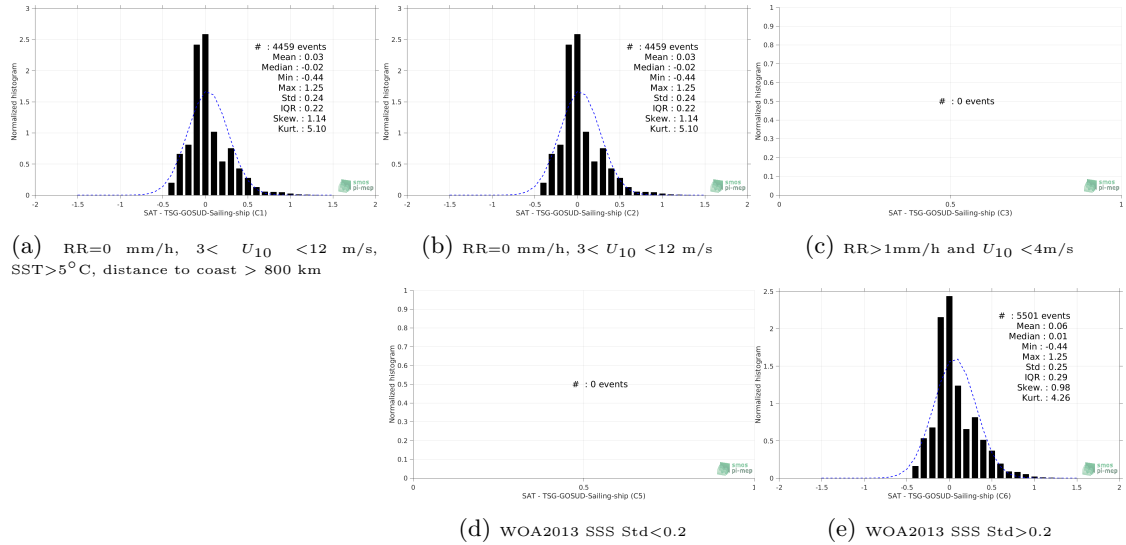 3
2.5
2
1.5
1
0.5
0
Normalized histogram
# : 4459 events
Mean : 0.03
Median : -0.02
Min : -0.44
Max : 1.25
Std : 0.24
IQR : 0.22
Skew. : 1.14
Kurt. : 5.10
smos
pi-mep
-2 -1.5 -1 -0.5 0 0.5 1 1.5 2
SAT - TSG-GOSUD-Sailing-ship (C1)
(a) RR=0 mm/h, 3< U10 <12 m/s,
SST>5°C, distance to coast > 800 km
3
2.5
2
1.5
1
0.5
0
Normalized histogram
# : 4459 events
Mean : 0.03
Median : -0.02
Min : -0.44
Max : 1.25
Std : 0.24
IQR : 0.22
Skew. : 1.14
Kurt. : 5.10
smos
pi-mep
-2 -1.5 -1 -0.5 0 0.5 1 1.5 2
SAT - TSG-GOSUD-Sailing-ship (C2)
(b) RR=0 mm/h, 3< U10 <12 m/s
1
0.9
0.8
0.7
0.6
0.5
0.4
0.3
0.2
0.1
0
Normalized histogram
# : 0 events
smos
pi-mep
0 0.5 1
SAT - TSG-GOSUD-Sailing-ship (C3)
(c) RR>1mm/h and U10 <4m/s
1
0.9
0.8
0.7
0.6
0.5
0.4
0.3
0.2
0.1
0
Normalized histogram
# : 0 events
smos
pi-mep
0 0.5 1
SAT - TSG-GOSUD-Sailing-ship (C5)
(d) WOA2013 SSS Std<0.2
2.5
2
1.5
1
0.5
0
Normalized histogram
# : 5501 events
Mean : 0.06
Median : 0.01
Min : -0.44
Max : 1.25
Std : 0.25
IQR : 0.29
Skew. : 0.98
Kurt. : 4.26
smos
pi-mep
-2 -1.5 -1 -0.5 0 0.5 1 1.5 2
SAT - TSG-GOSUD-Sailing-ship (C6)
(e) WOA2013 SSS Std>0.2